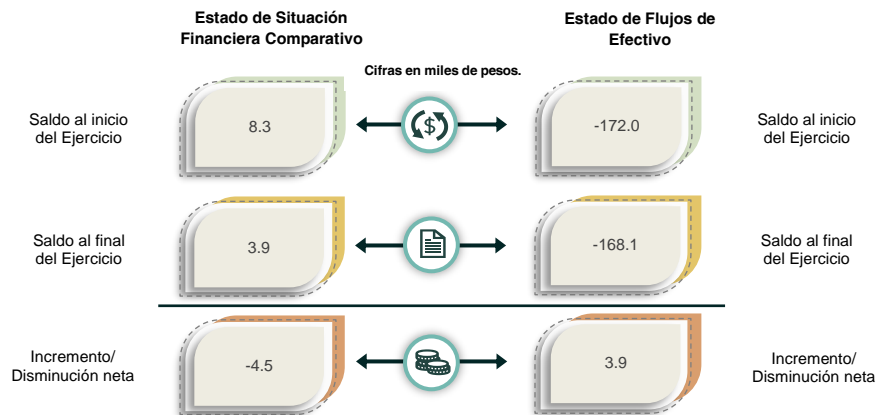 Estado de Situación
Financiera Comparativo
Estado de Flujos de
Efectivo
Cifras en miles de pesos.
Saldo al inicio
del Ejercicio
8.3
$
-172.0
Saldo al inicio
del Ejercicio
Saldo al final
del Ejercicio
3.9
-168.1
Saldo al final
del Ejercicio
Incremento/
Disminución neta
-4.5
3.9
Incremento/
Disminución neta